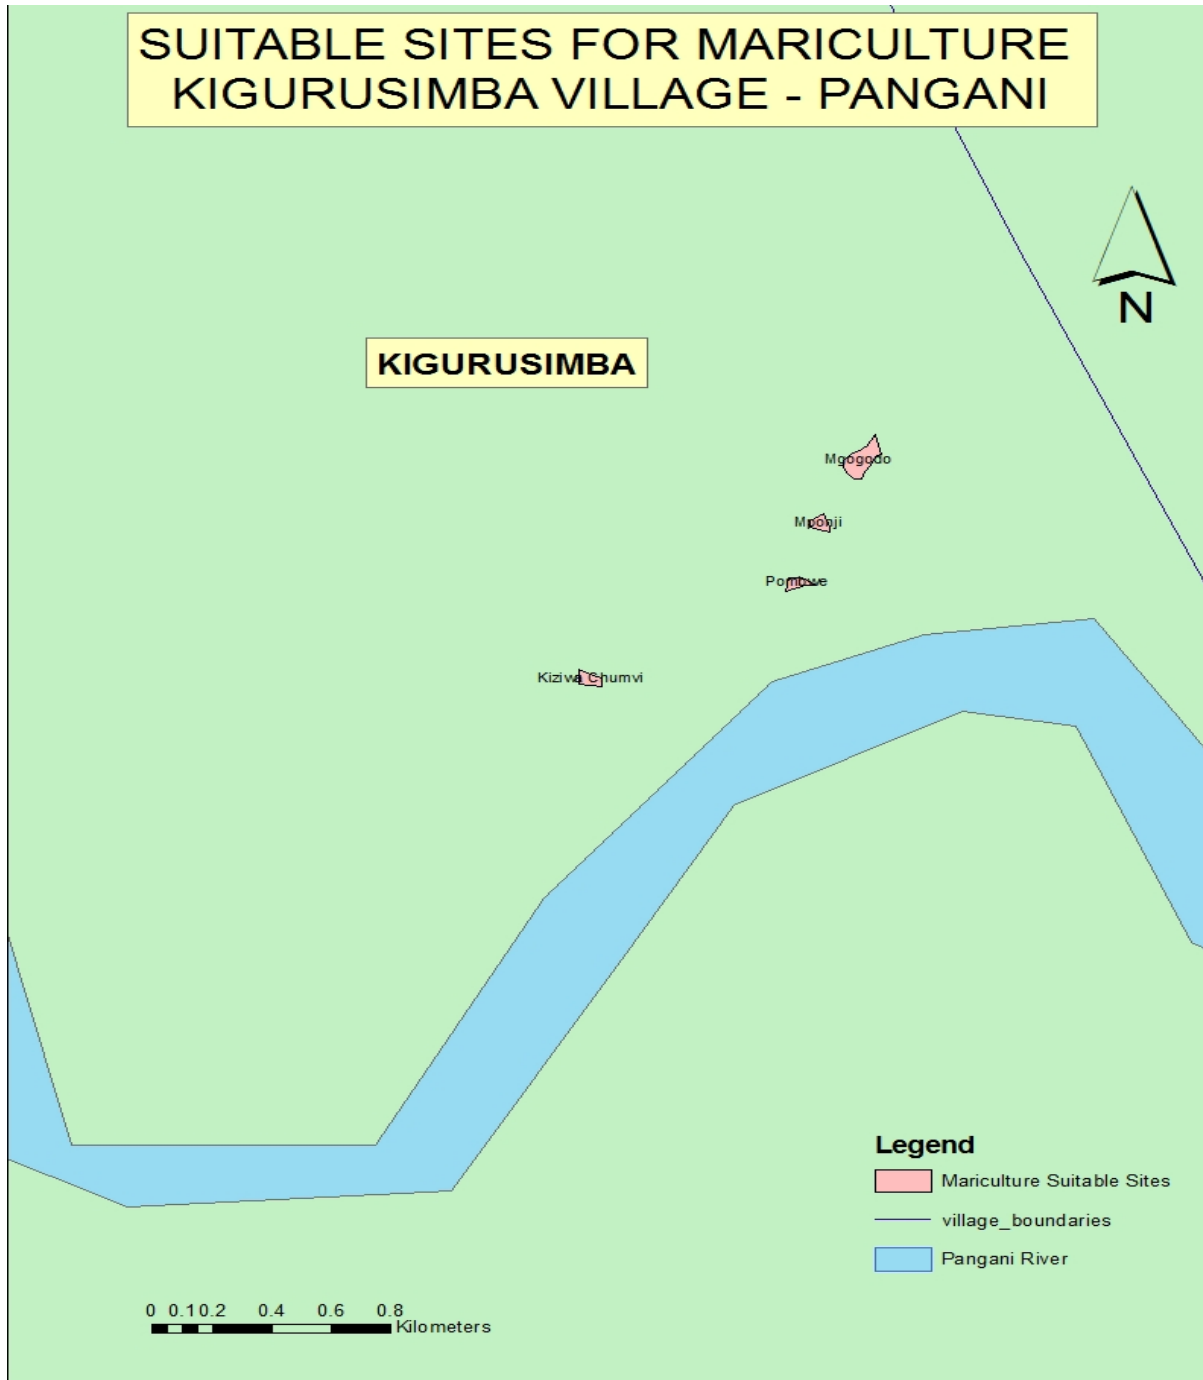 SUITABLE SITES FOR MARICULTURE
KIGURUSIMBA VILLAGE - PANGANI
N
KIGURUSIMBA
Mgogodo
Mponji
Pombwe
Kiziwa Chumvi
Legend
Mariculture Suitable Sites
village_boundaries
Pangani River
0 0.1 0.2 0.4 0.6 0.8
Kilometers